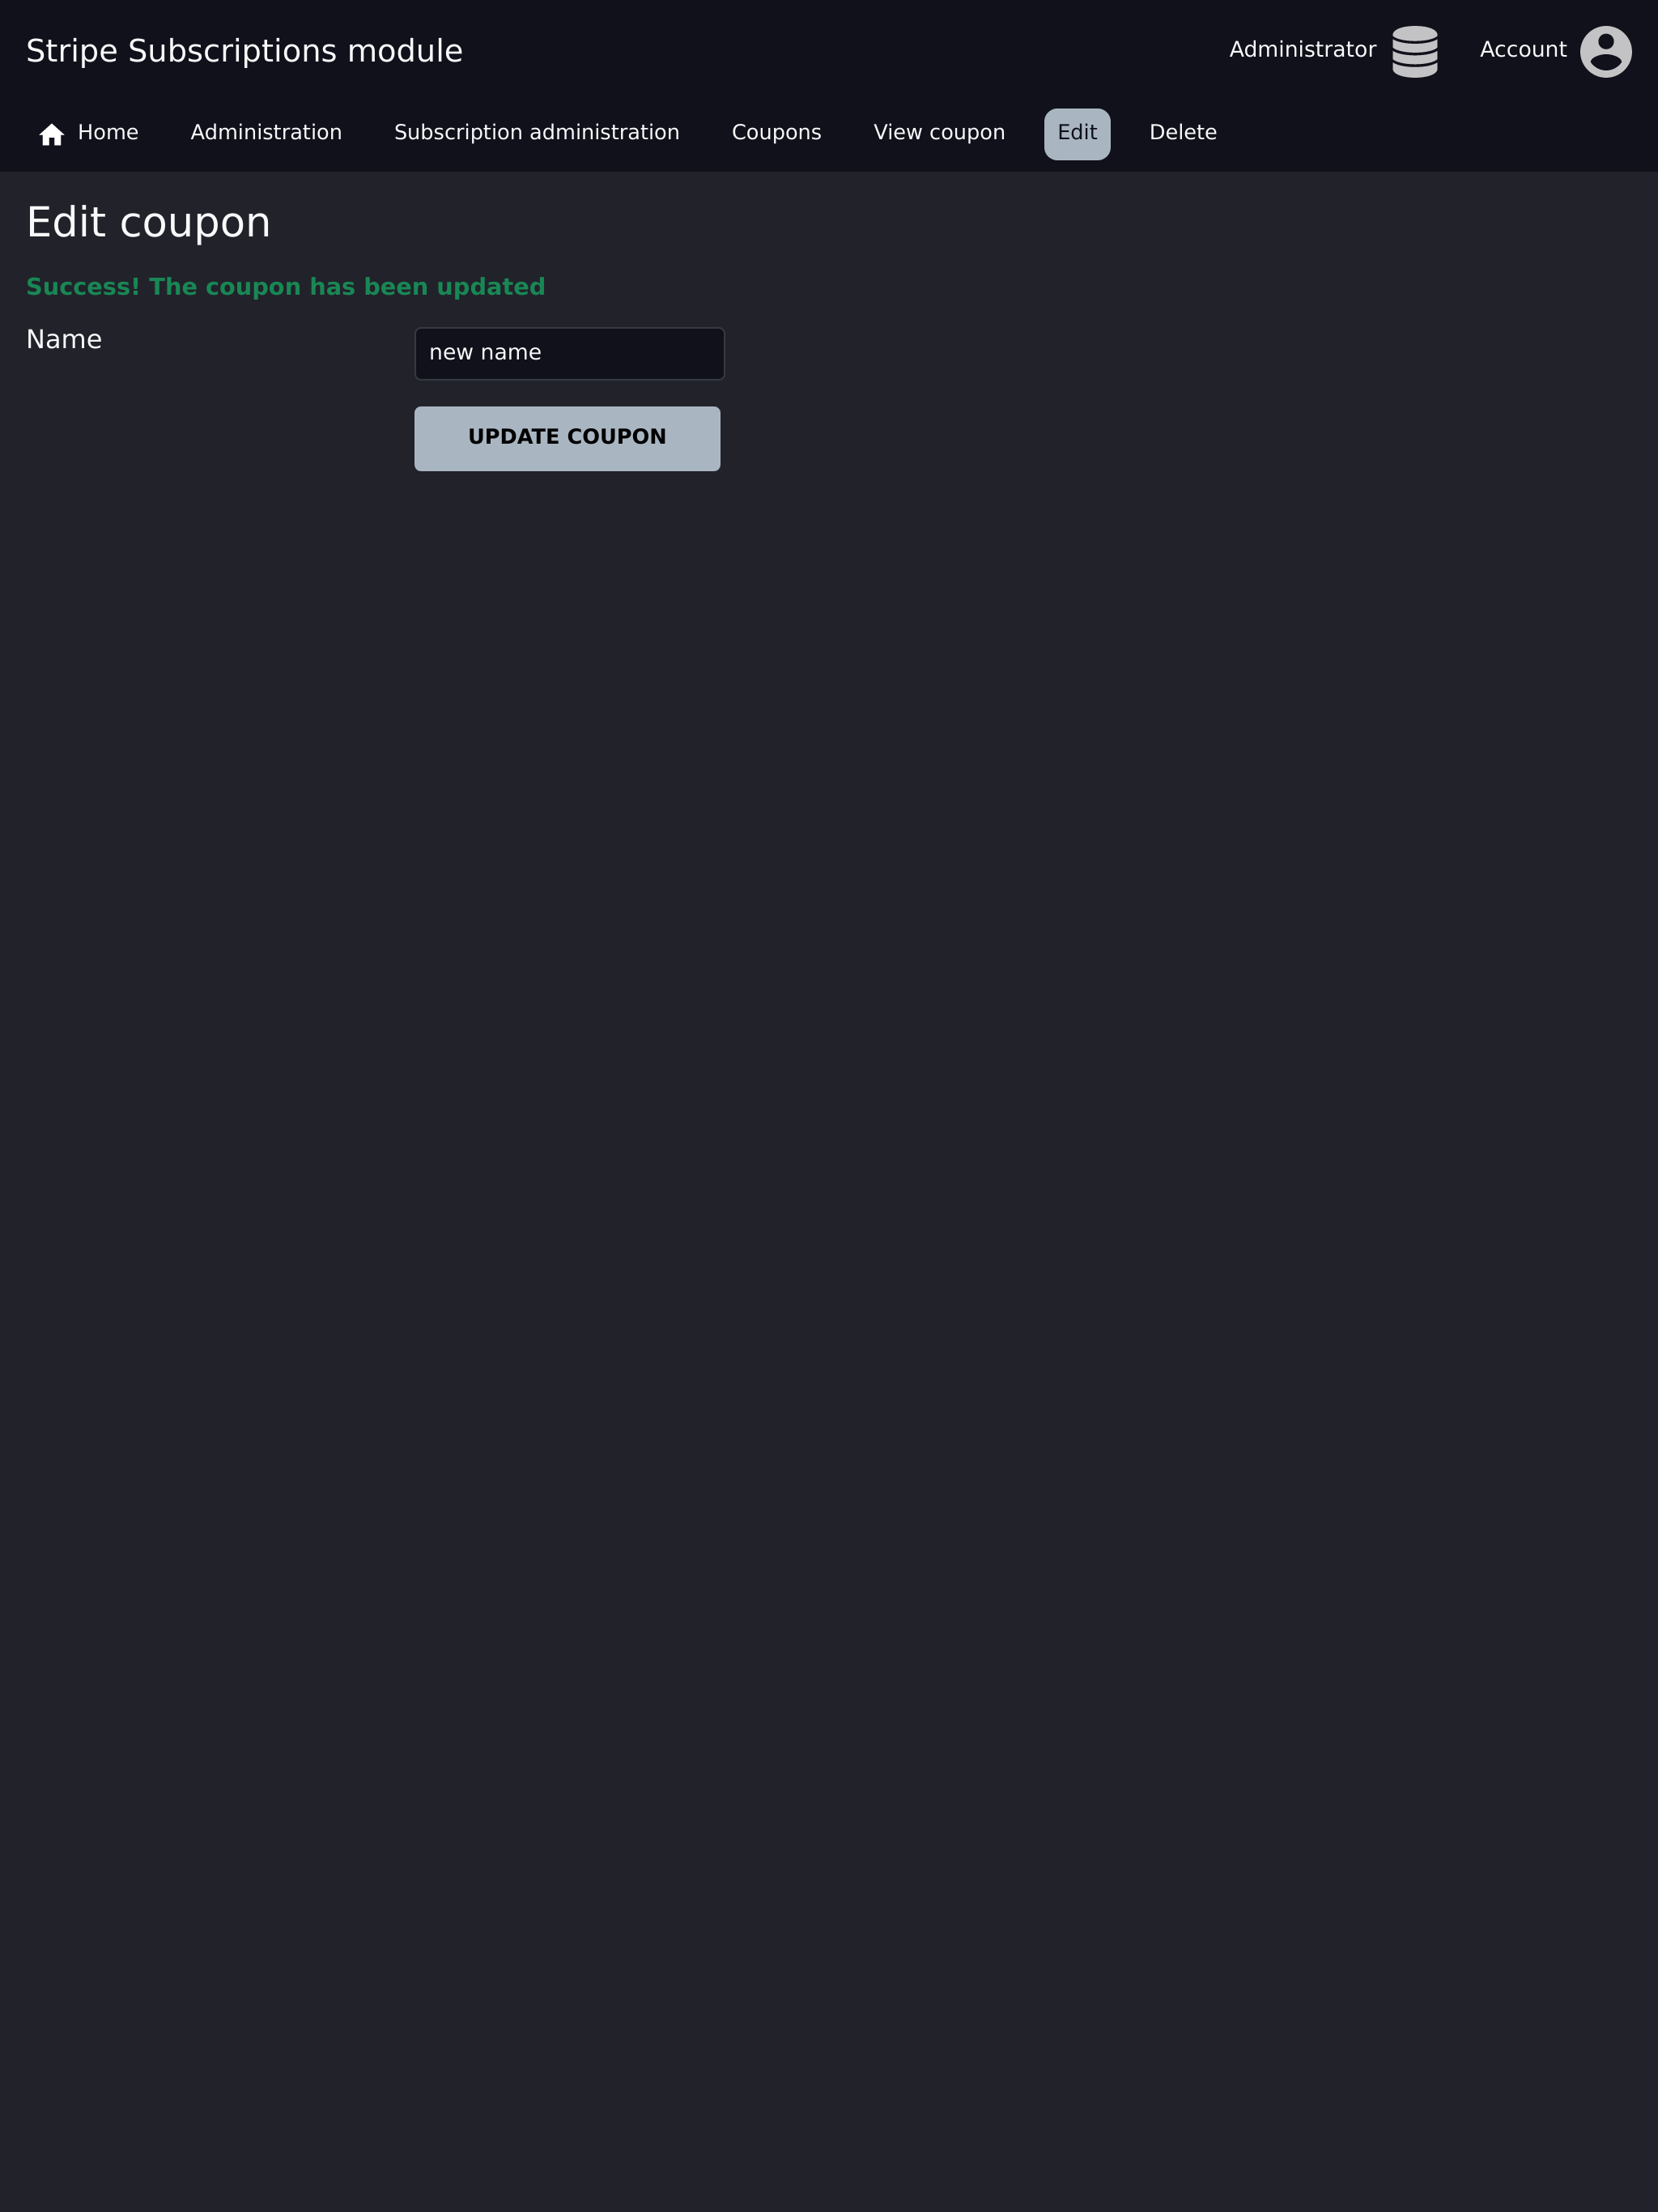 Stripe Subscriptions module
Administrator
Account
Home
Administration
Subscription administration
Coupons
View coupon
Edit
Delete
Edit coupon
Success! The coupon has been updated
Name
new name
UPDATE COUPON